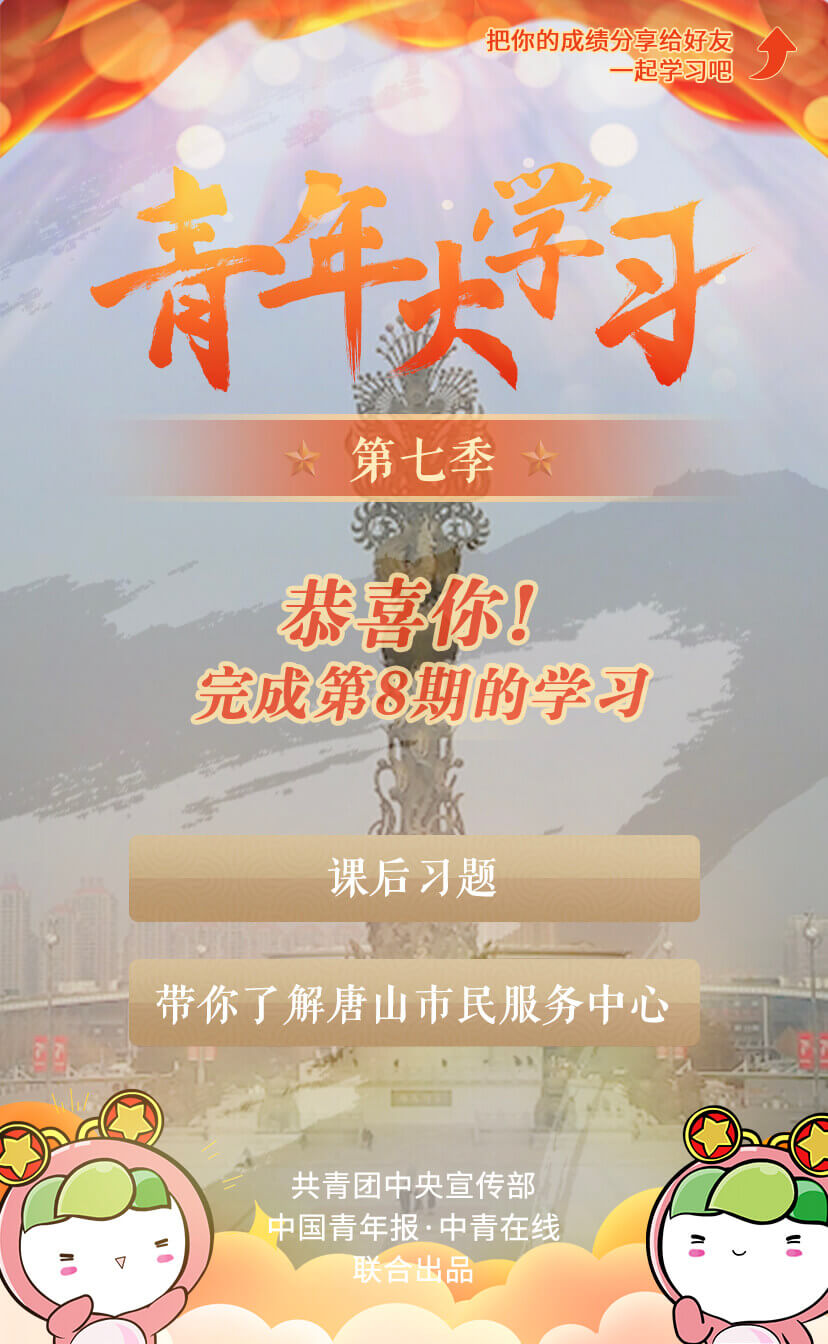 把你的成绩分享给好友
一起学习吧
青年大学习
第七季
恭喜你!
完成第8期的学习
课后习题
带你了解唐山市民服务中心
共青团中央宣传部
中国青年报·中青在线
联合出品